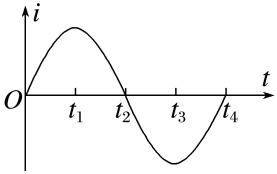 i
t
O
t₁ t₂ t₃ t₄